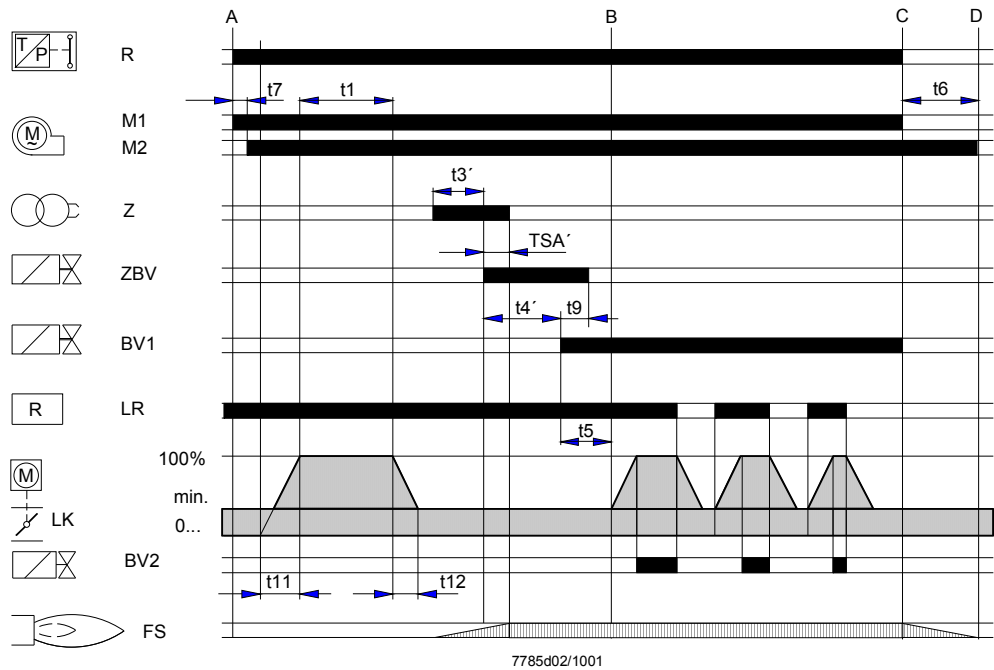 A B C D
T P R
t7 t1 t6
M ~ M1
M2
t3´
Z
TSA´
ZBV
t4´ t9
BV1
R LR
t5
100%
M
min.
LK
0...
BV2
t11 t12
FS
7785d02/1001